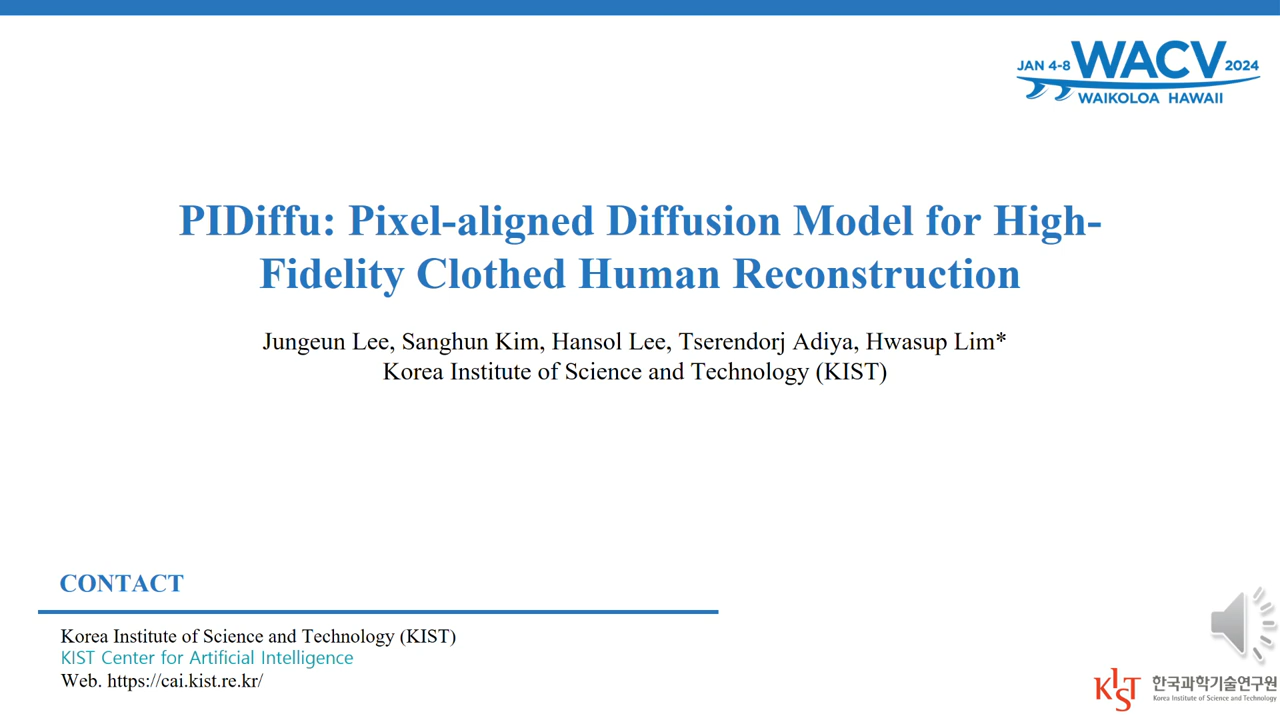 JAN 4-8 WACV 2024
WAIKOLOA HAWAII
PIDiffu: Pixel-aligned Diffusion Model for High-
Fidelity Clothed Human Reconstruction
Jungeun Lee, Sanghun Kim, Hansol Lee, Tserendorj Adiya, Hwasup Lim*
Korea Institute of Science and Technology (KIST)
CONTACT
Korea Institute of Science and Technology (KIST)
KIST Center for Artificial Intelligence
Web. https://cai.kist.re.kr/
KIST 한국과학기술연구원
Korea Institute of Science and Technology